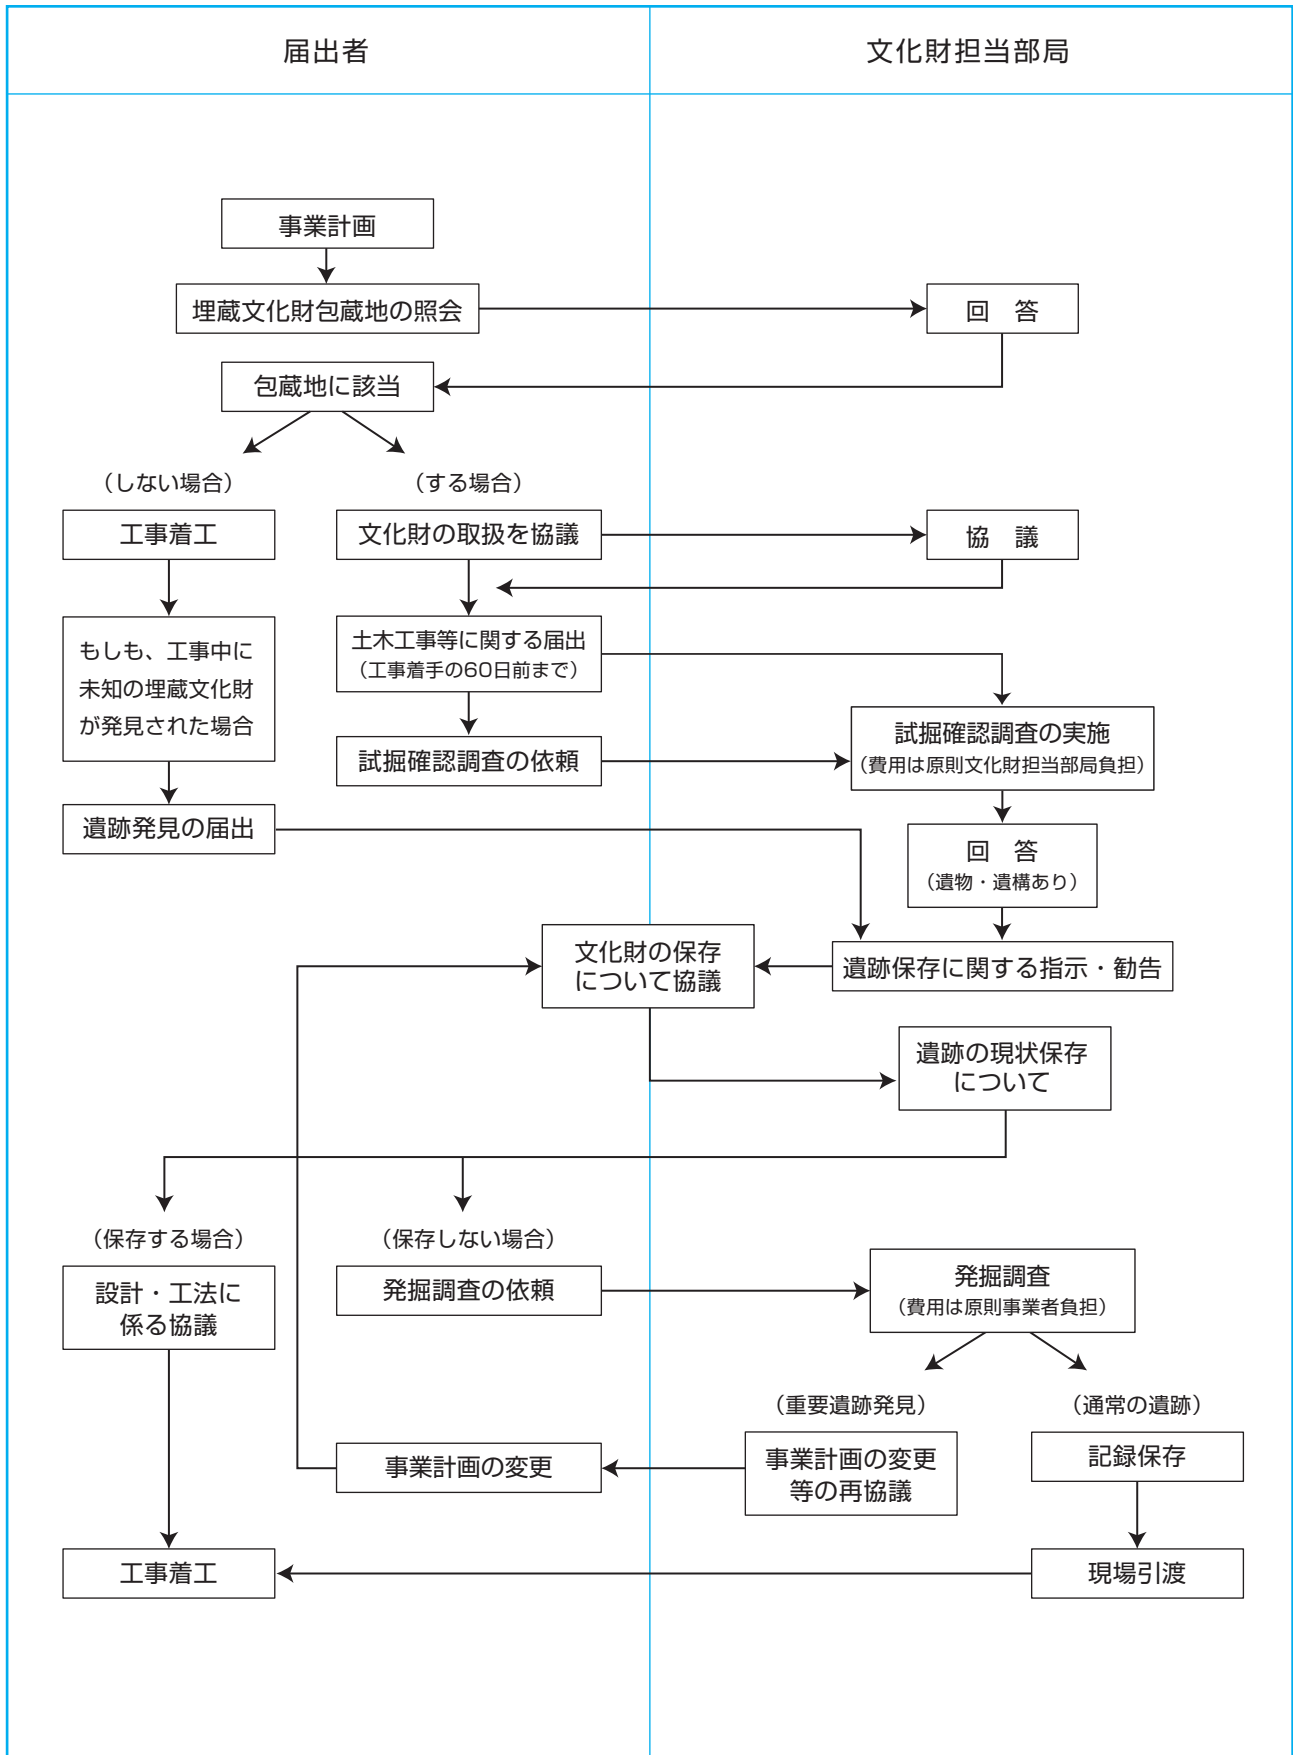 届出者
文化財担当部局
事業計画
埋蔵文化財包蔵地の照会
回　答
包蔵地に該当
（しない場合）
（する場合）
工事着工
文化財の取扱を協議
協　議
もしも、工事中に
未知の埋蔵文化財
が発見された場合
土木工事等に関する届出
（工事着手の60日前まで）
試掘確認調査の依頼
試掘確認調査の実施
（費用は原則文化財担当部局負担）
遺跡発見の届出
回　答
（遺物・遺構あり）
文化財の保存
について協議
遺跡保存に関する指示・勧告
遺跡の現状保存
について
（保存する場合）
（保存しない場合）
設計・工法に
係る協議
発掘調査の依頼
発掘調査
（費用は原則事業者負担）
（重要遺跡発見）
（通常の遺跡）
事業計画の変更
事業計画の変更
等の再協議
記録保存
工事着工
現場引渡